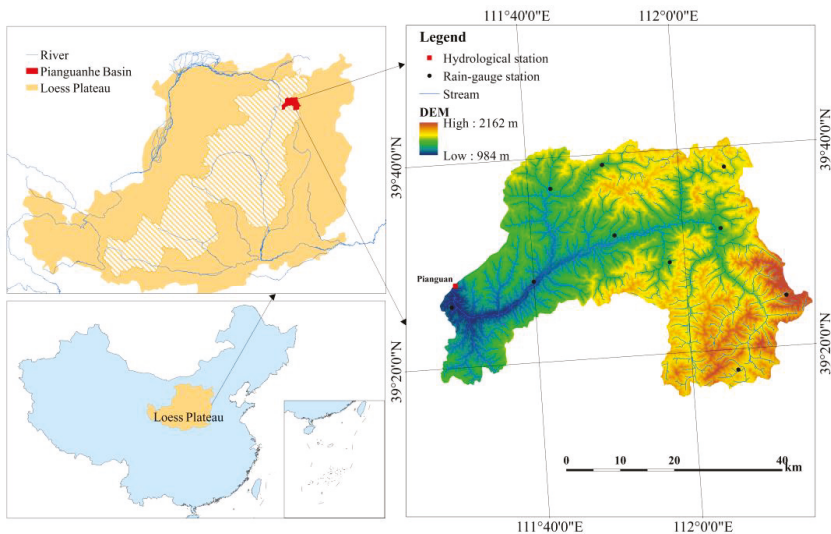 River
Pianguanhe Basin
Loess Plateau
Loess Plateau
111°40'0"E
112°0'0"E
Legend
Hydrological station
Rain-gauge station
Stream
DEM
High : 2162 m
Low : 984 m
39°40'0"N
39°40'0"N
Pianguan
39°20'0"N
39°20'0"N
0 10 20 40
km
111°40'0"E
112°0'0"E